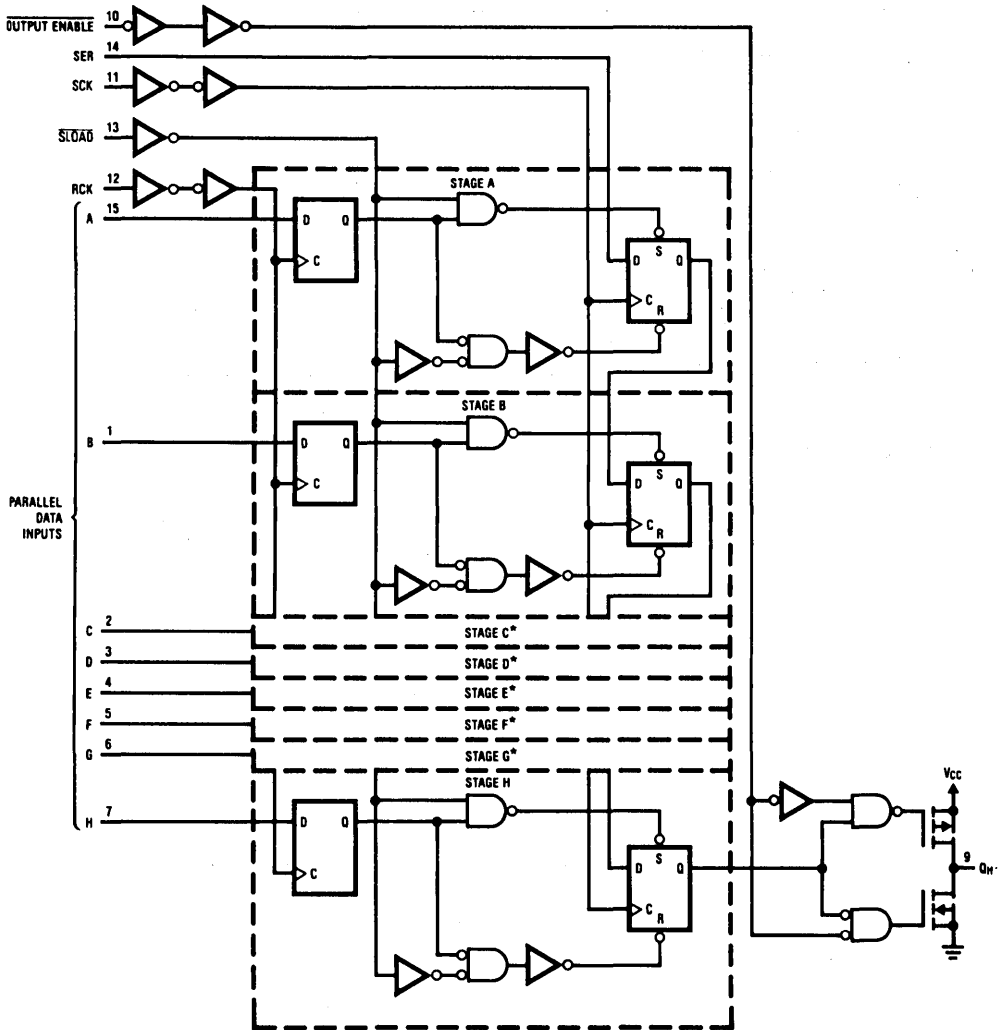 OUTPUT ENABLE 10
SER 14
SCK 11
SLOAD 13
RCK 12
A 15
STAGE A
D Q
C
S
D Q
C
R
STAGE B
B 1
D Q
C
S
D Q
C
R
PARALLEL
DATA
INPUTS
C 2
STAGE C*
D 3
STAGE D*
E 4
STAGE E*
F 5
STAGE F*
G 6
STAGE G*
STAGE H
H 7
D Q
C
S
D Q
C
R
VCC
9
QH'